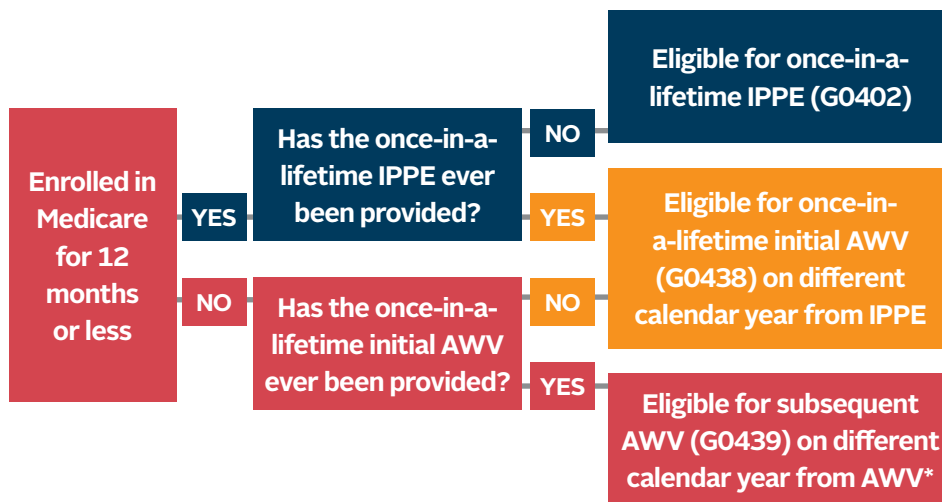 Enrolled in
Medicare
for 12
months
or less
YES
NO
Has the once-in-a-
lifetime IPPE ever
been provided?
NO
YES
Has the once-in-a-
lifetime initial AWV
ever been provided?
NO
YES
Eligible for once-in-a-
lifetime IPPE (G0402)
Eligible for once-in-
a-lifetime initial AWV
(G0438) on different
calendar year from IPPE
Eligible for subsequent
AWV (G0439) on different
calendar year from AWV*